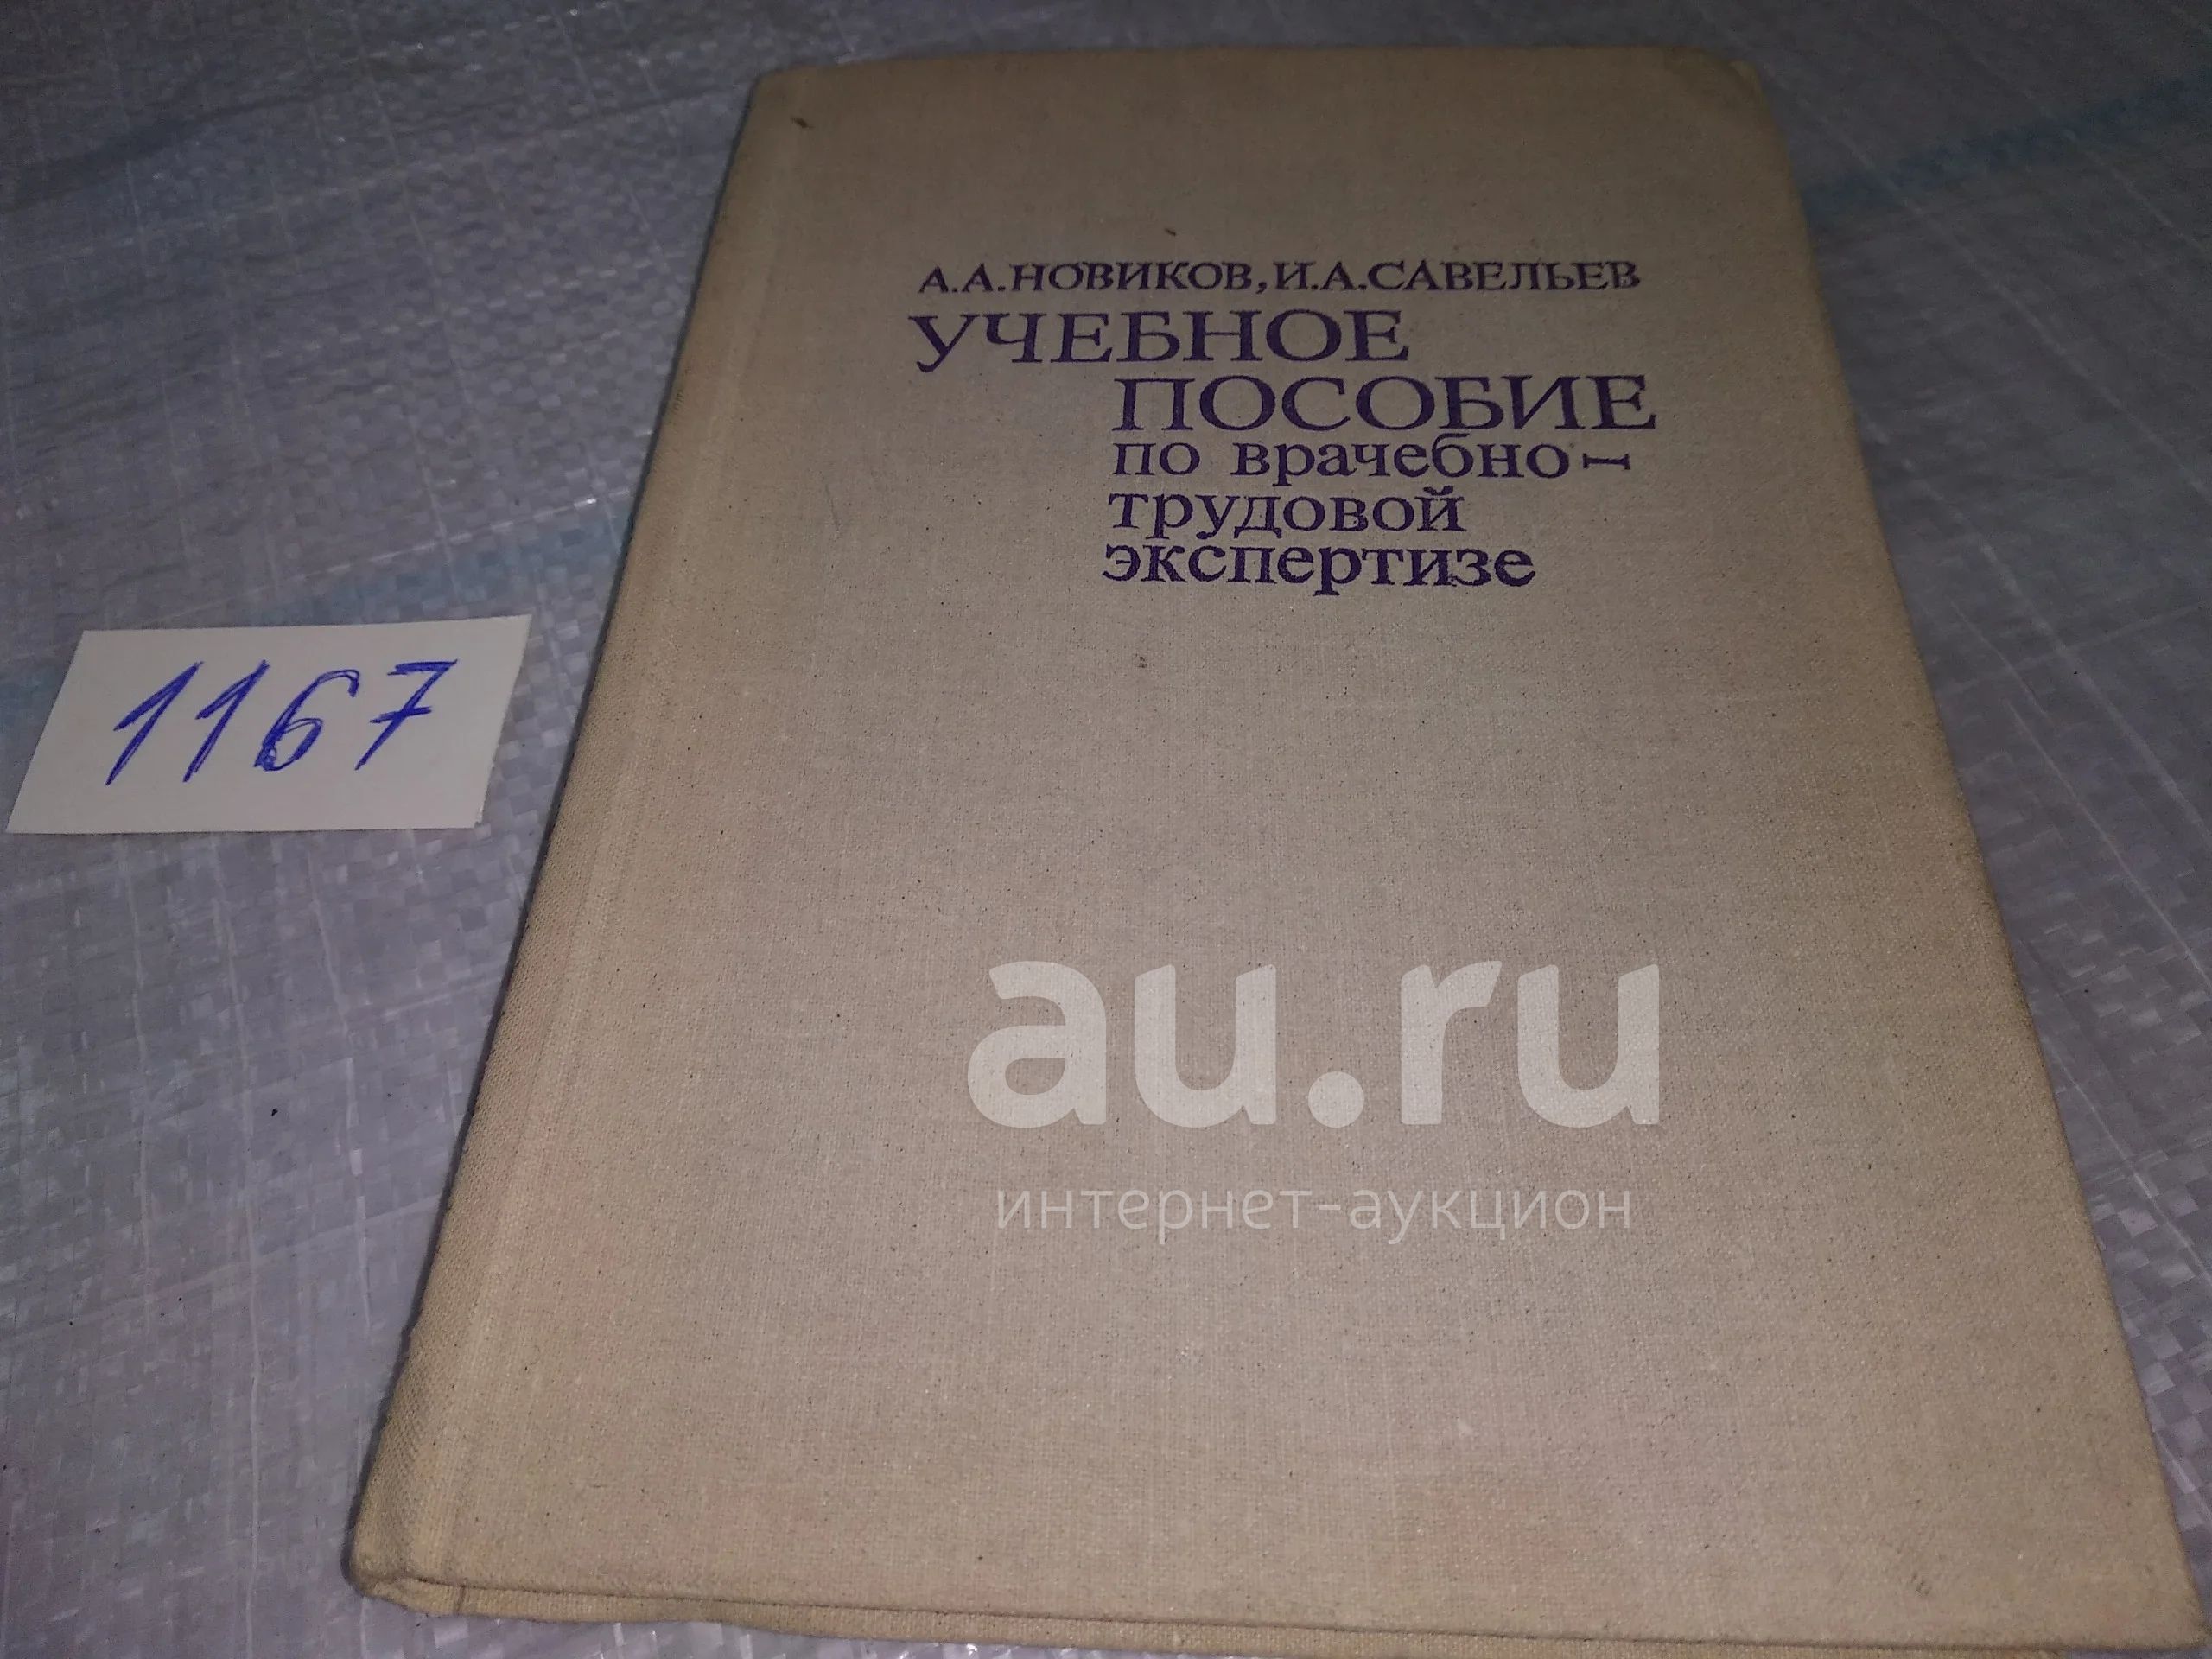 А.А.НОВИКОВ, И.А.САВЕЛЬЕВ
УЧЕБНОЕ
ПОСОБИЕ
по врачебно-
трудовой
экспертизе
1167
au.ru
интернет-аукцион